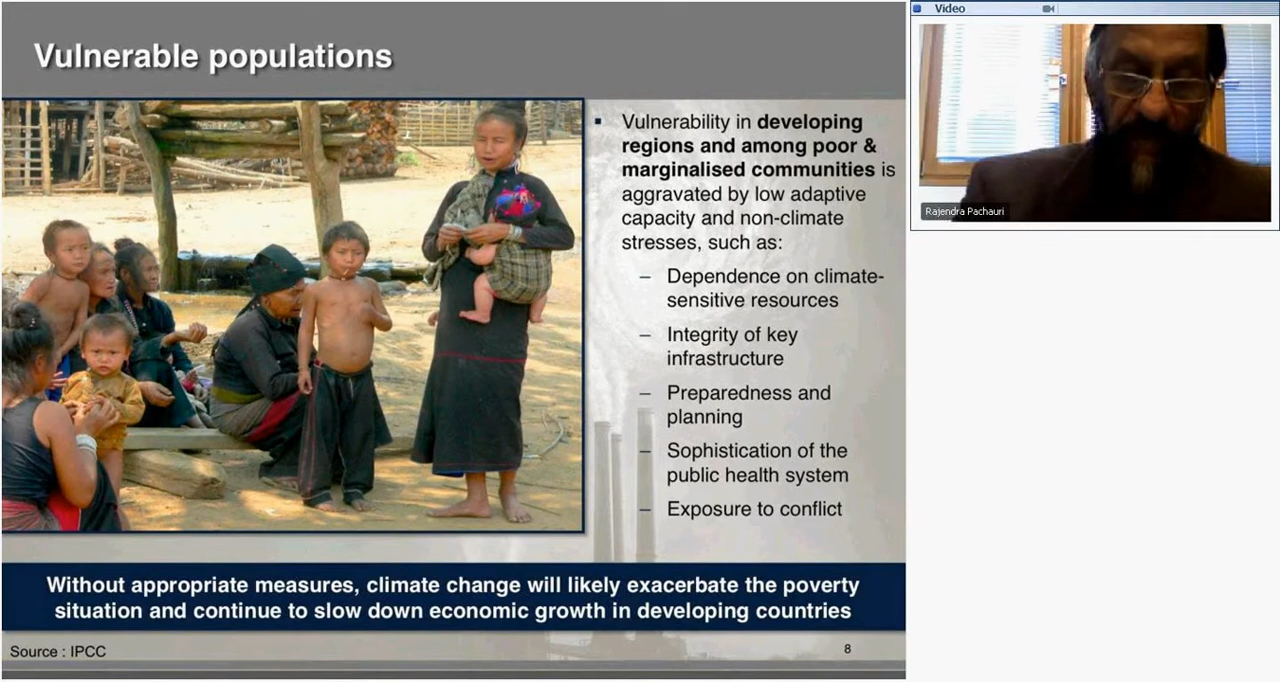 Vulnerable populations
▪ Vulnerability in developing
regions and among poor &
marginalised communities is
aggravated by low adaptive
capacity and non-climate
stresses, such as:
– Dependence on climate-
sensitive resources
– Integrity of key
infrastructure
– Preparedness and
planning
– Sophistication of the
public health system
– Exposure to conflict
Without appropriate measures, climate change will likely exacerbate the poverty
situation and continue to slow down economic growth in developing countries
Source : IPCC
8
Video
Rajendra Pachauri